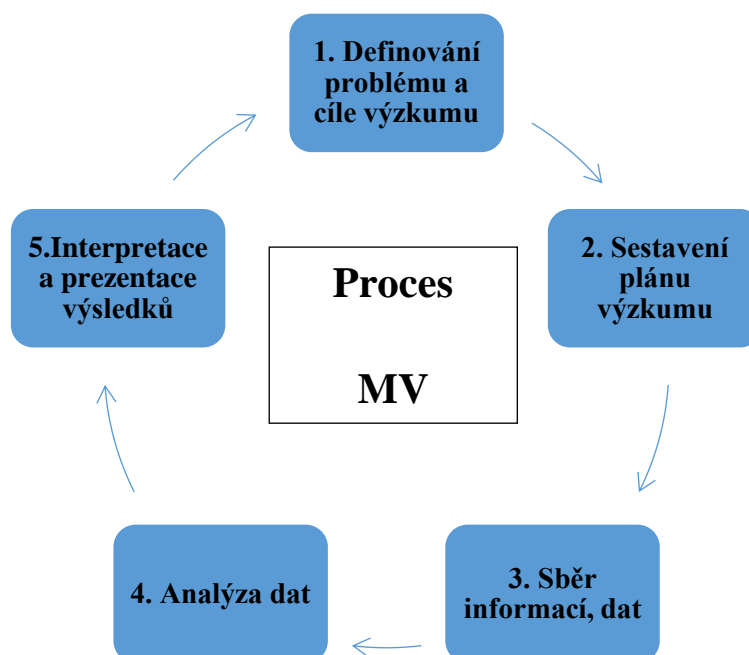 1. Definování
problému a
cíle výzkumu
2. Sestavení
plánu
výzkumu
3. Sběr
informací, dat
4. Analýza dat
5.Interpretace
a prezentace
výsledků
Proces
MV